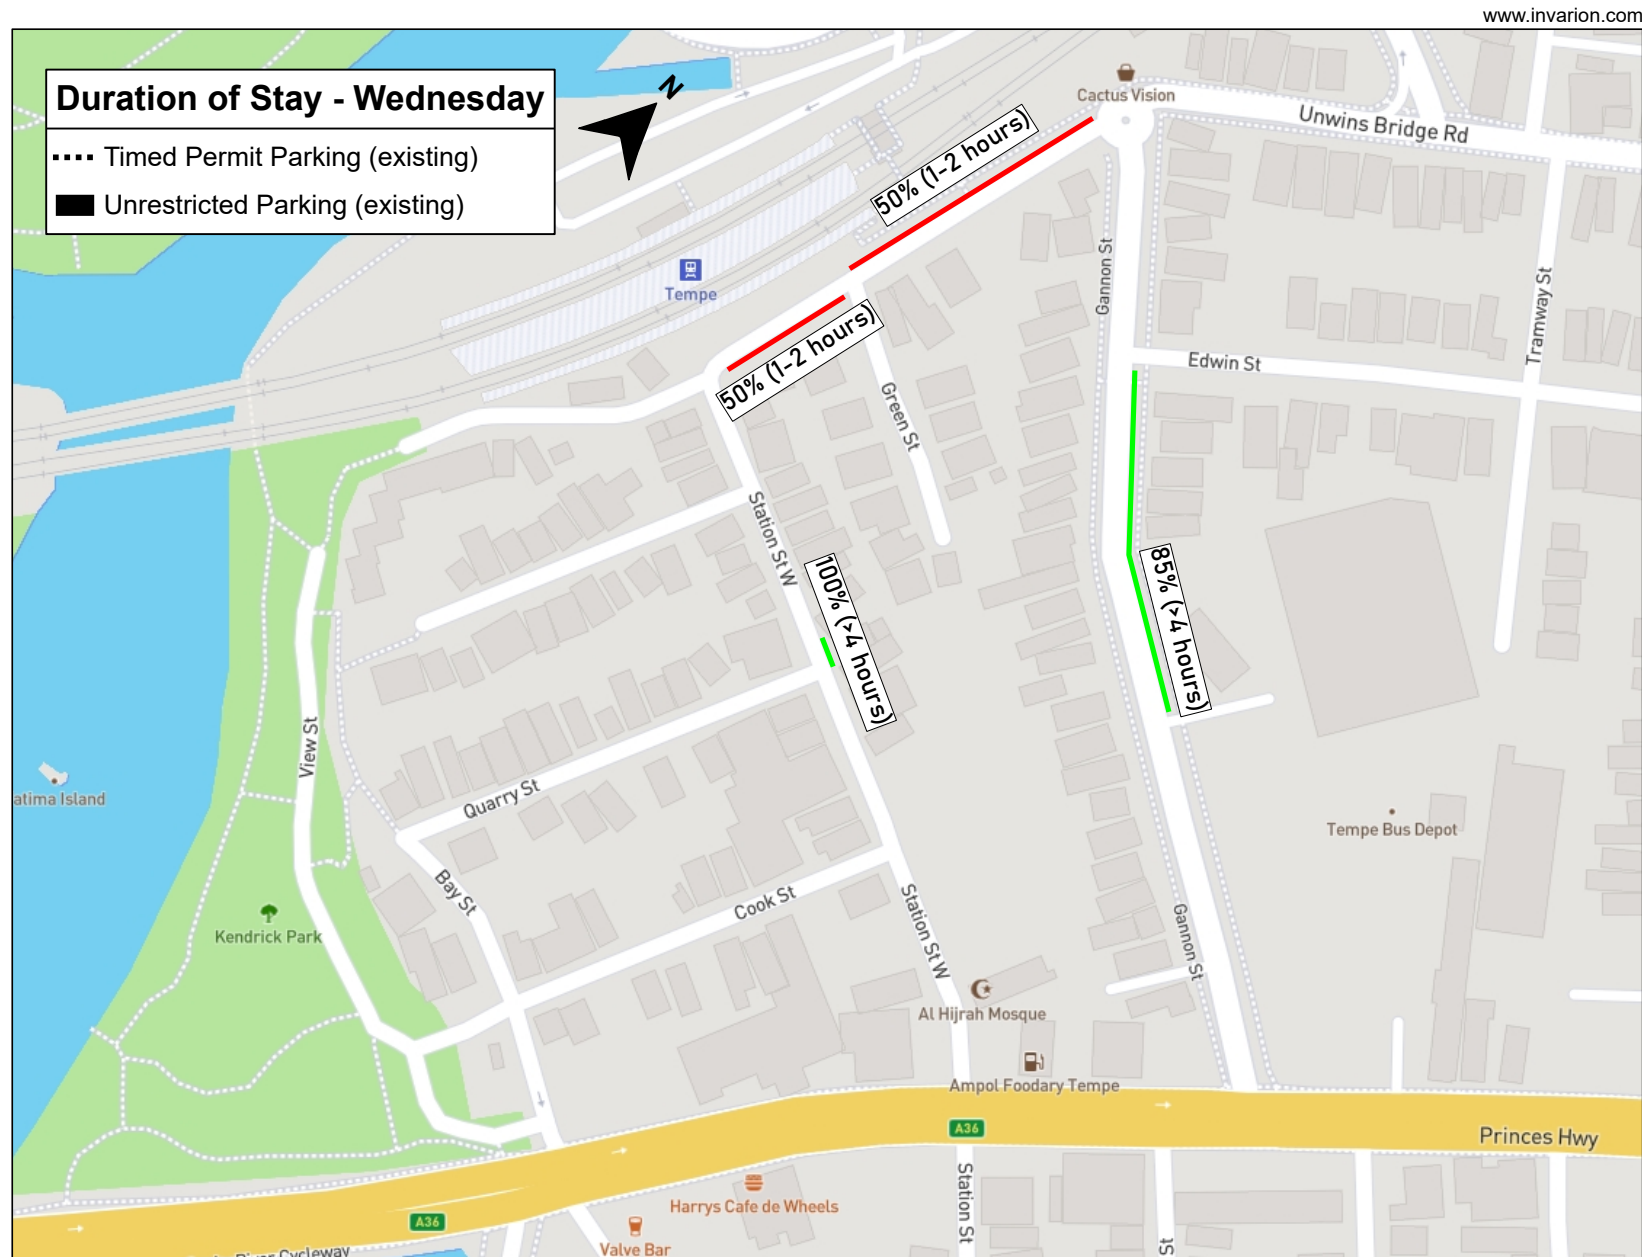 www.invarion.com
Duration of Stay - Wednesday
Timed Permit Parking (existing)
Unrestricted Parking (existing)
N
Cactus Vision
Unwins Bridge Rd
50% (1-2 hours)
Tempe
50% (1-2 hours)
Gannon St
Tramway St
Edwin St
Green St
Station St W
100% (>4 hours)
85% (>4 hours)
View St
atima Island
Quarry St
Tempe Bus Depot
Bay St
Cook St
Kendrick Park
Station St W
Gannon St
Al Hijrah Mosque
Ampol Foodary Tempe
A36
Princes Hwy
Station St
Harrys Cafe de Wheels
A36
Valve Bar
River Cycleway
St